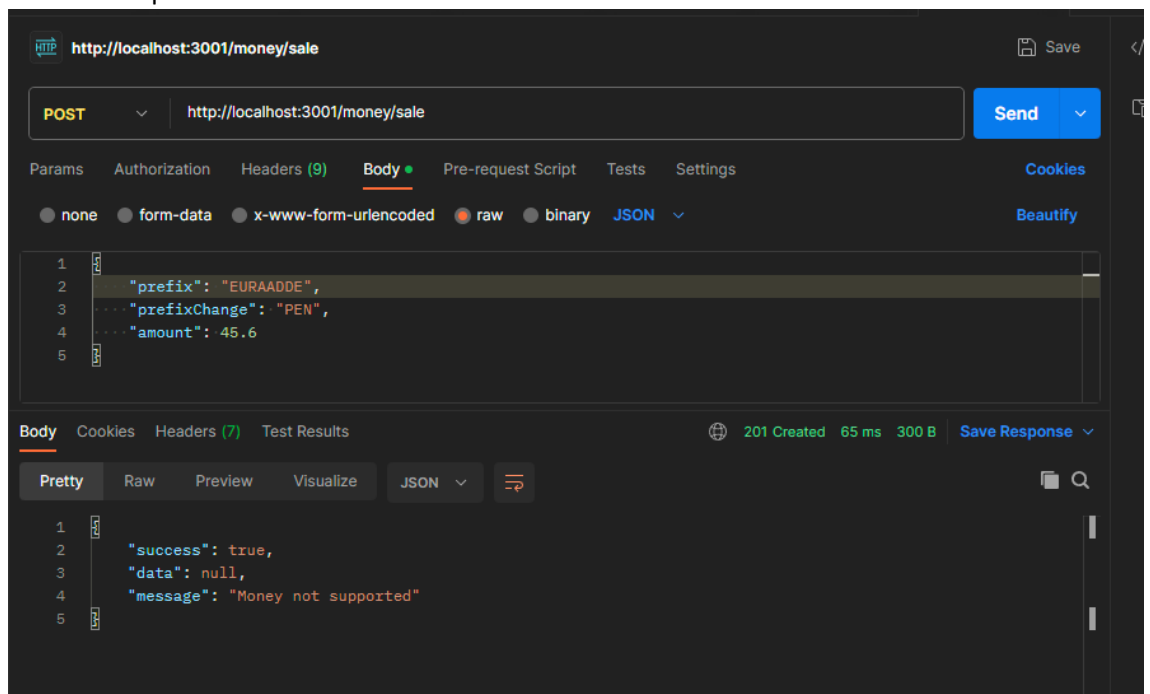 HTTP http://localhost:3001/money/sale Save </
POST http://localhost:3001/money/sale Send
Params Authorization Headers (9) Body Pre-request Script Tests Settings Cookies
none form-data x-www-form-urlencoded raw binary JSON Beautify
1 {
2 "prefix": "EURAADDE",
3 "prefixChange": "PEN",
4 "amount": 45.6
5 }
Body Cookies Headers (7) Test Results 201 Created 65 ms 300 B Save Response
Pretty Raw Preview Visualize JSON
1 {
2 "success": true,
3 "data": null,
4 "message": "Money not supported"
5 }